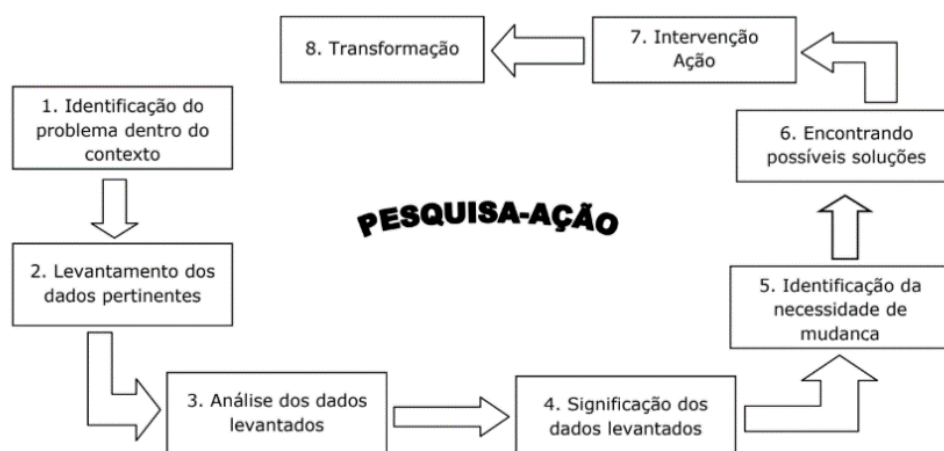 1. Identificação do
problema dentro do
contexto
2. Levantamento dos
dados pertinentes
3. Análise dos dados
levantados
4. Significação dos
dados levantados
5. Identificação da
necessidade de
mudanca
6. Encontrando
possíveis soluções
7. Intervenção
Ação
8. Transformação
PESQUISA-AÇÃO